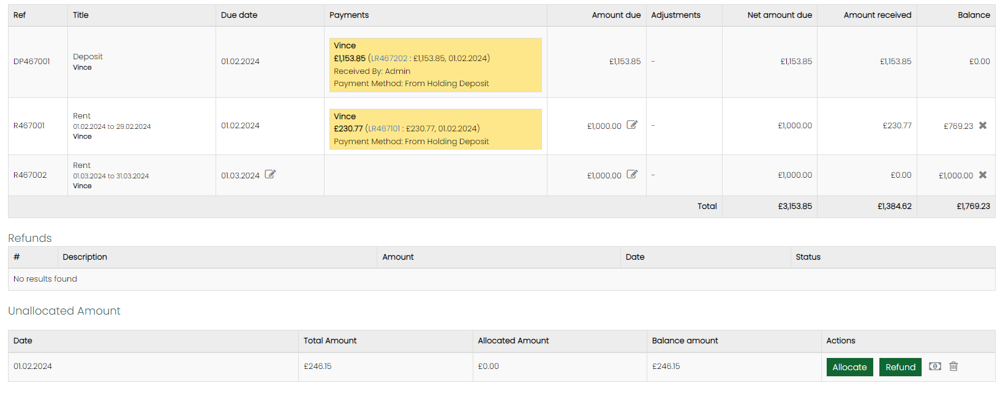 Ref Title Due date Payments Amount due Adjustments Net amount due Amount received Balance
DP467001
Deposit
Vince
01.02.2024
Vince
£1,153.85 (LR467202 : £1,153.85, 01.02.2024)
Received By: Admin
Payment Method: From Holding Deposit
£1,153.85 - £1,153.85 £1,153.85 £0.00
R467001
Rent
01.02.2024 to 29.02.2024
Vince
01.02.2024
Vince
£230.77 (LR467101 : £230.77, 01.02.2024)
Payment Method: From Holding Deposit
£1,000.00 - £1,000.00 £230.77 £769.23
R467002
Rent
01.03.2024 to 31.03.2024
Vince
01.03.2024
£1,000.00 - £1,000.00 £0.00 £1,000.00
Total £3,153.85 £1,384.62 £1,769.23
Refunds
# Description Amount Date Status
No results found
Unallocated Amount
Date Total Amount Allocated Amount Balance amount Actions
01.02.2024 £246.15 £0.00 £246.15 Allocate Refund